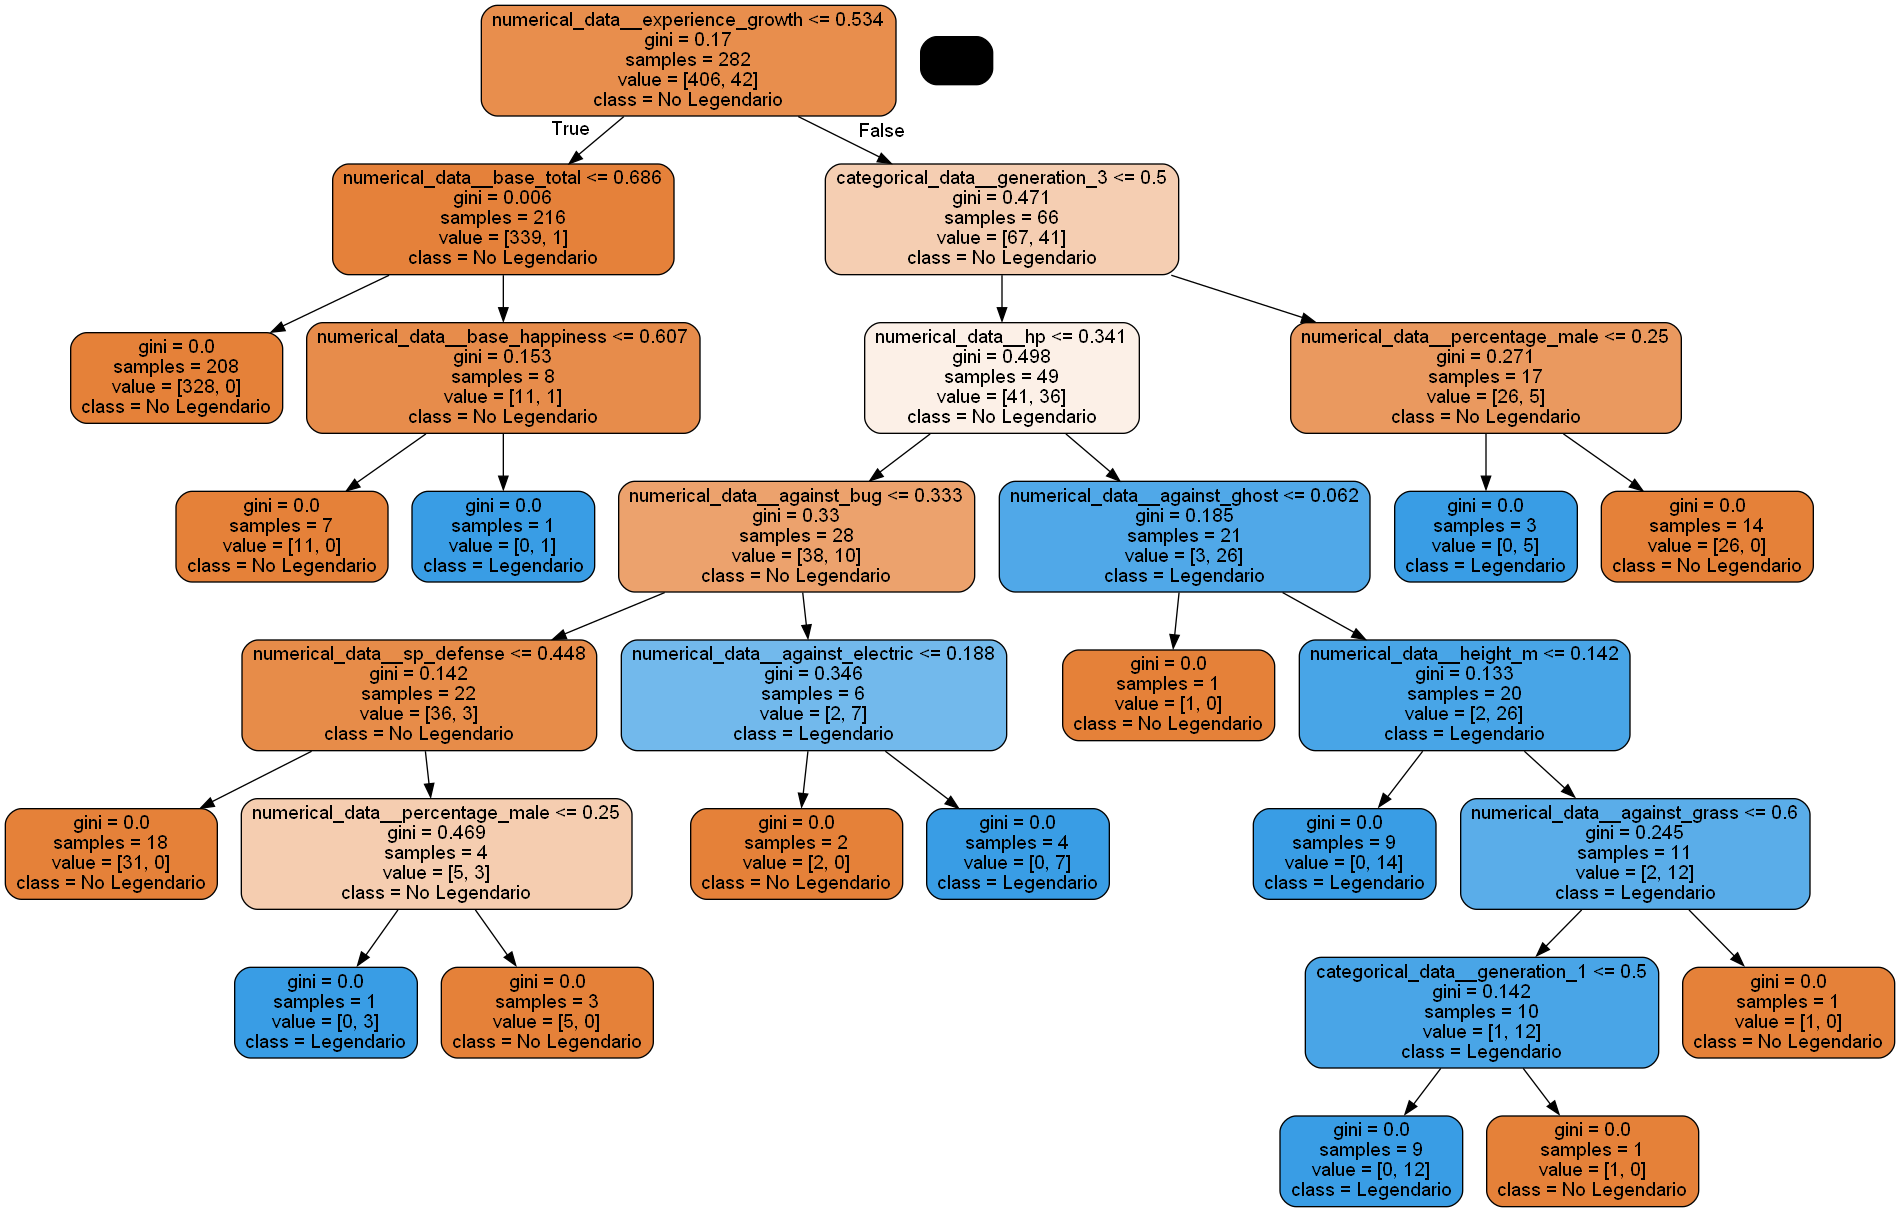 numerical_data__experience_growth <= 0.534
gini = 0.17
samples = 282
value = [406, 42]
class = No Legendario
True
False
numerical_data__base_total <= 0.686
gini = 0.006
samples = 216
value = [339, 1]
class = No Legendario
categorical_data__generation_3 <= 0.5
gini = 0.471
samples = 66
value = [67, 41]
class = No Legendario
gini = 0.0
samples = 208
value = [328, 0]
class = No Legendario
numerical_data__base_happiness <= 0.607
gini = 0.153
samples = 8
value = [11, 1]
class = No Legendario
numerical_data__hp <= 0.341
gini = 0.498
samples = 49
value = [41, 36]
class = No Legendario
numerical_data__percentage_male <= 0.25
gini = 0.271
samples = 17
value = [26, 5]
class = No Legendario
gini = 0.0
samples = 7
value = [11, 0]
class = No Legendario
gini = 0.0
samples = 1
value = [0, 1]
class = Legendario
numerical_data__against_bug <= 0.333
gini = 0.33
samples = 28
value = [38, 10]
class = No Legendario
numerical_data__against_ghost <= 0.062
gini = 0.185
samples = 21
value = [3, 26]
class = Legendario
gini = 0.0
samples = 3
value = [0, 5]
class = Legendario
gini = 0.0
samples = 14
value = [26, 0]
class = No Legendario
numerical_data__sp_defense <= 0.448
gini = 0.142
samples = 22
value = [36, 3]
class = No Legendario
numerical_data__against_electric <= 0.188
gini = 0.346
samples = 6
value = [2, 7]
class = Legendario
gini = 0.0
samples = 1
value = [1, 0]
class = No Legendario
numerical_data__height_m <= 0.142
gini = 0.133
samples = 20
value = [2, 26]
class = Legendario
gini = 0.0
samples = 18
value = [31, 0]
class = No Legendario
numerical_data__percentage_male <= 0.25
gini = 0.469
samples = 4
value = [5, 3]
class = No Legendario
gini = 0.0
samples = 2
value = [2, 0]
class = No Legendario
gini = 0.0
samples = 4
value = [0, 7]
class = Legendario
gini = 0.0
samples = 9
value = [0, 14]
class = Legendario
numerical_data__against_grass <= 0.6
gini = 0.245
samples = 11
value = [2, 12]
class = Legendario
gini = 0.0
samples = 1
value = [0, 3]
class = Legendario
gini = 0.0
samples = 3
value = [5, 0]
class = No Legendario
categorical_data__generation_1 <= 0.5
gini = 0.142
samples = 10
value = [1, 12]
class = Legendario
gini = 0.0
samples = 1
value = [1, 0]
class = No Legendario
gini = 0.0
samples = 9
value = [0, 12]
class = Legendario
gini = 0.0
samples = 1
value = [1, 0]
class = No Legendario